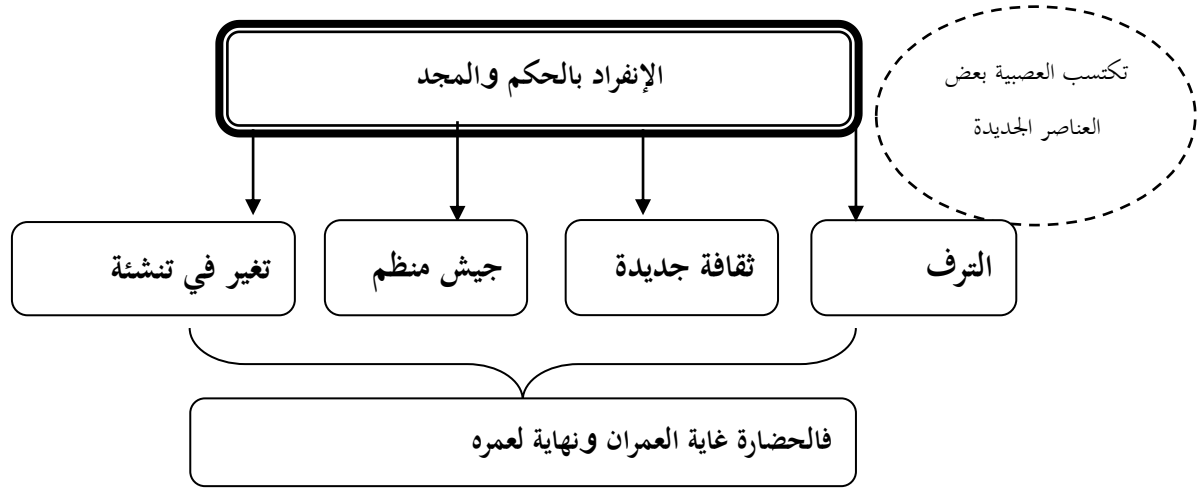 الإنفراد بالحكم والمجد
تكتسب العصبية بعض
العناصر الجديدة
الترف
ثقافة جديدة
جيش منظم
تغير في تنشئة
فالحضارة غاية العمران ونهاية لعمره